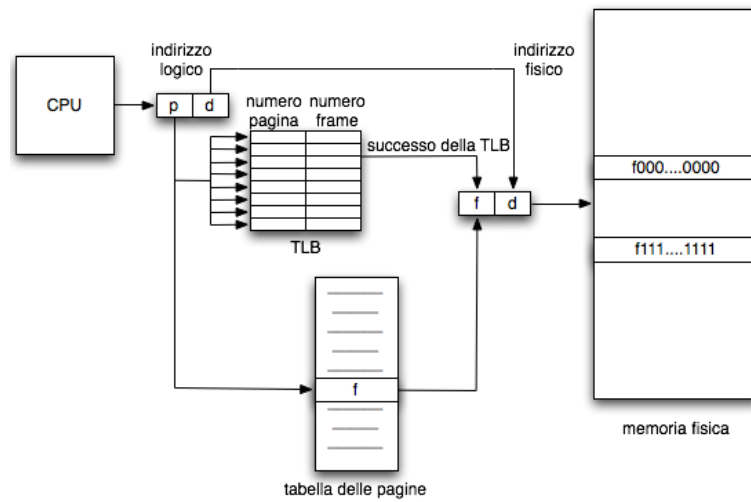 indirizzo
logico
indirizzo
fisico
CPU
p d
numero
pagina
numero
frame
successo della TLB
f d
f000....0000
f111....1111
TLB
f
memoria fisica
tabella delle pagine